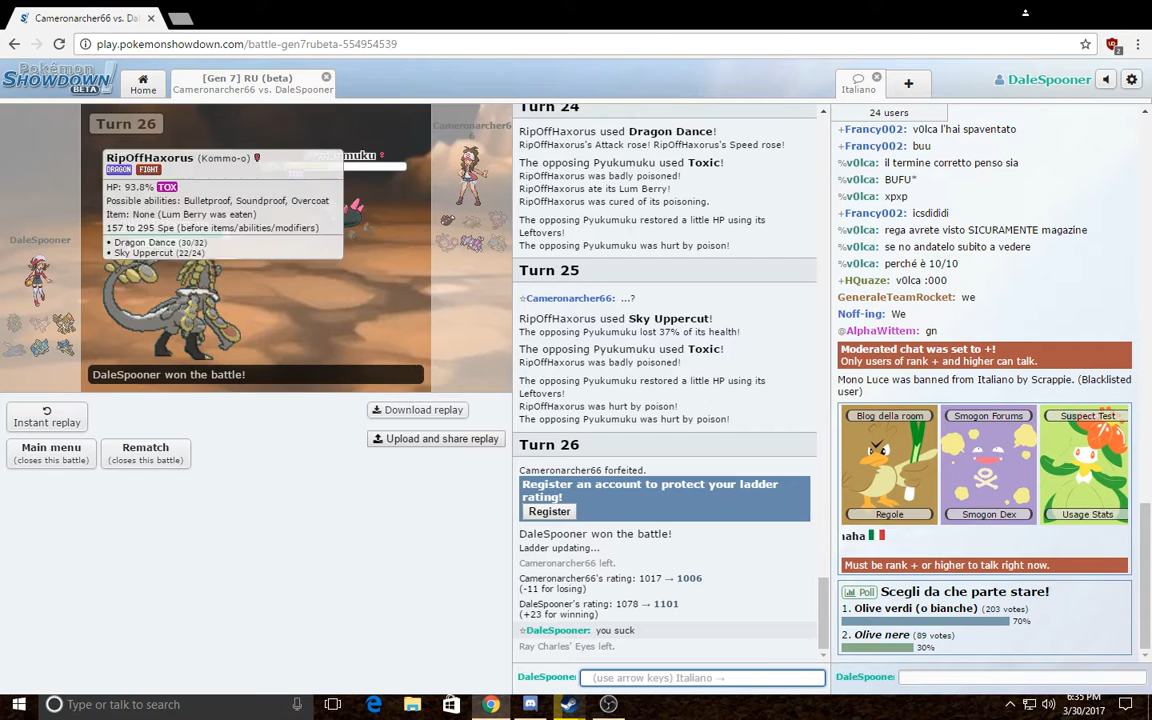 Cameronarcher66 vs. Dal
play.pokemonshowdown.com/battle-gen7rubeta-554954539
2
Pokémon
SHOWDOWN
BETA
Home
[Gen 7] RU (beta)
Cameronarcher66 vs. DaleSpooner
Italiano
+
DaleSpooner
Turn 26
RipOffHaxorus (Kommo-o)
DRAGON FIGHT
HP: 93.8% TOX
Possible abilities: Bulletproof, Soundproof, Overcoat
Item: None (Lum Berry was eaten)
157 to 295 Spe (before items/abilities/modifiers)
• Dragon Dance (30/32)
• Sky Uppercut (22/24)
Cameronarcher6
6
DaleSpooner
DaleSpooner won the battle!
Instant replay
Download replay
Upload and share replay
Main menu
(closes this battle)
Rematch
(closes this battle)
Turn 24
RipOffHaxorus used Dragon Dance!
RipOffHaxorus's Attack rose! RipOffHaxorus's Speed rose!
The opposing Pyukumuku used Toxic!
RipOffHaxorus was badly poisoned!
RipOffHaxorus ate its Lum Berry!
RipOffHaxorus was cured of its poisoning.
The opposing Pyukumuku restored a little HP using its
Leftovers!
The opposing Pyukumuku was hurt by poison!
Turn 25
☆Cameronarcher66: ...?
RipOffHaxorus used Sky Uppercut!
The opposing Pyukumuku lost 37% of its health!
The opposing Pyukumuku used Toxic!
RipOffHaxorus was badly poisoned!
The opposing Pyukumuku restored a little HP using its
Leftovers!
RipOffHaxorus was hurt by poison!
The opposing Pyukumuku was hurt by poison!
Turn 26
Cameronarcher66 forfeited.
Register an account to protect your ladder
rating!
Register
DaleSpooner won the battle!
Ladder updating...
Cameronarcher66 left.
Cameronarcher66's rating: 1017 → 1006
(-11 for losing)
DaleSpooner's rating: 1078 → 1101
(+23 for winning)
☆DaleSpooner: you suck
Ray Charles' Eyes left.
DaleSpoone (use arrow keys) Italiano →
24 users
+Francy002: v0lca l'hai spaventato
+Francy002: buu
%v0lca: il termine corretto penso sia
%v0lca: BUFU*
%v0lca: xpxp
+Francy002: icsdididi
%v0lca: rega avrete visto SICURAMENTE magazine
%v0lca: se no andatelo subito a vedere
%v0lca: perché è 10/10
+HQuaze: v0lca :000
GeneraleTeamRocket: we
Noff-ing: We
@AlphaWittem: gn
Moderated chat was set to +!
Only users of rank + and higher can talk.
Mono Luce was banned from Italiano by Scrappie. (Blacklisted
user)
Blog della room
Smogon Forums
Suspect Test
Regole
Smogon Dex
Usage Stats
Must be rank + or higher to talk right now.
Poll Scegli da che parte stare!
1. Olive verdi (o bianche) (203 votes)
70%
2. Olive nere (89 votes)
30%
DaleSpooner:
Type or talk to search
6:35 PM
3/30/2017